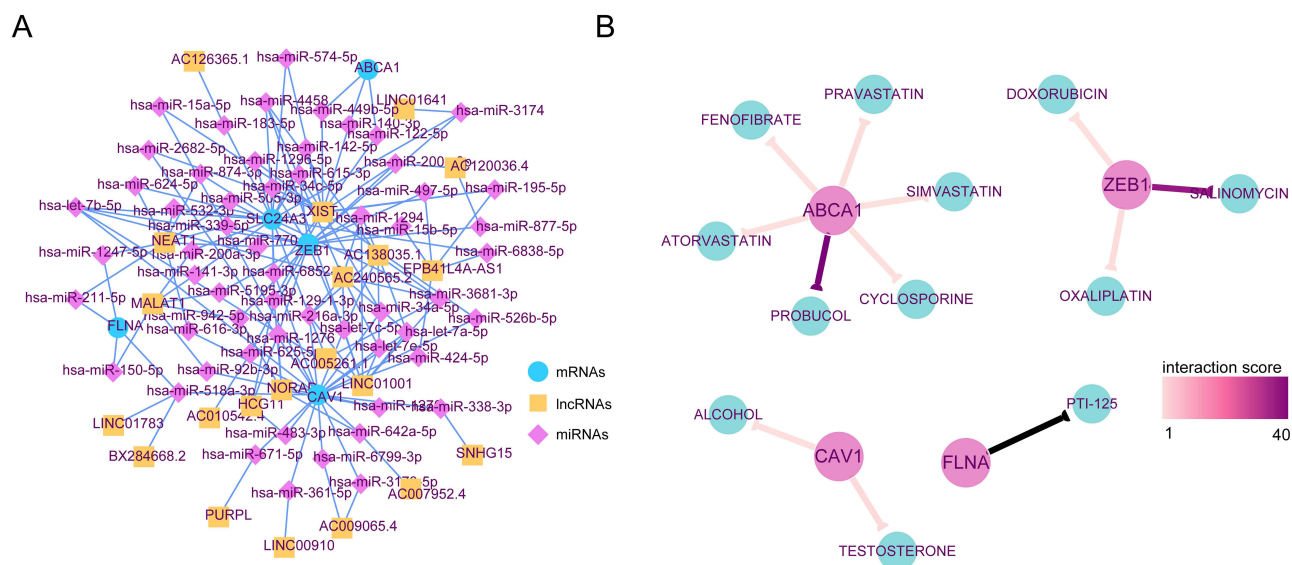 A
AC126365.1
hsa-miR-574-5p
ABCA1
hsa-miR-15a-5p
hsa-miR-4458
hsa-miR-449b-5p
LINC01641
hsa-miR-3174
hsa-miR-183-5p
hsa-miR-140-3p
hsa-miR-122-5p
hsa-miR-2682-5p
hsa-miR-142-5p
hsa-miR-1296-5p
hsa-miR-200
AC120036.4
hsa-miR-874-3p
hsa-miR-615-3p
hsa-miR-624-5p
hsa-miR-34c-5p
hsa-miR-497-5p
hsa-miR-195-5p
hsa-miR-505-3p
hsa-let-7b-5p
hsa-miR-532-3p
SLC24A3
XIST
hsa-miR-1294
hsa-miR-339-5p
hsa-miR-15b-5p
hsa-miR-877-5p
NEAT1
hsa-miR-770
ZEB1
hsa-miR-1247-5p
hsa-miR-200a-3p
AC138035.1
hsa-miR-6838-5p
hsa-miR-141-3p
hsa-miR-6852
AC240565.2
EPB41L4A-AS1
hsa-miR-211-5p
MALAT1
hsa-miR-5195-3p
hsa-miR-129-1-3p
hsa-miR-3681-3p
hsa-miR-34a-5p
FLNA
hsa-miR-942-5p
hsa-miR-216a-3p
hsa-miR-526b-5p
hsa-miR-616-3p
hsa-miR-1276
hsa-let-7c-5p
hsa-let-7a-5p
hsa-miR-625-5
hsa-let-7e-5p
hsa-miR-150-5p
hsa-miR-92b-3p
AC005261.1
hsa-miR-424-5p
hsa-miR-518a-3p
NORAD
LINC01001
CAV1
HCG11
hsa-miR-338-3p
LINC01783
AC010542.4
hsa-miR-483-3p
hsa-miR-642a-5p
BX284668.2
hsa-miR-671-5p
hsa-miR-6799-3p
SNHG15
hsa-miR-361-5p
AC007952.4
PURPL
AC009065.4
LINC00910
mRNAs
lncRNAs
miRNAs
B
PRAVASTATIN
FENOFIBRATE
SIMVASTATIN
ABCA1
ATORVASTATIN
CYCLOSPORINE
PROBUCOL
DOXORUBICIN
ZEB1
SALINOMYCIN
OXALIPLATIN
interaction score
1 40
ALCOHOL
CAV1
TESTOSTERONE
PTI-125
FLNA